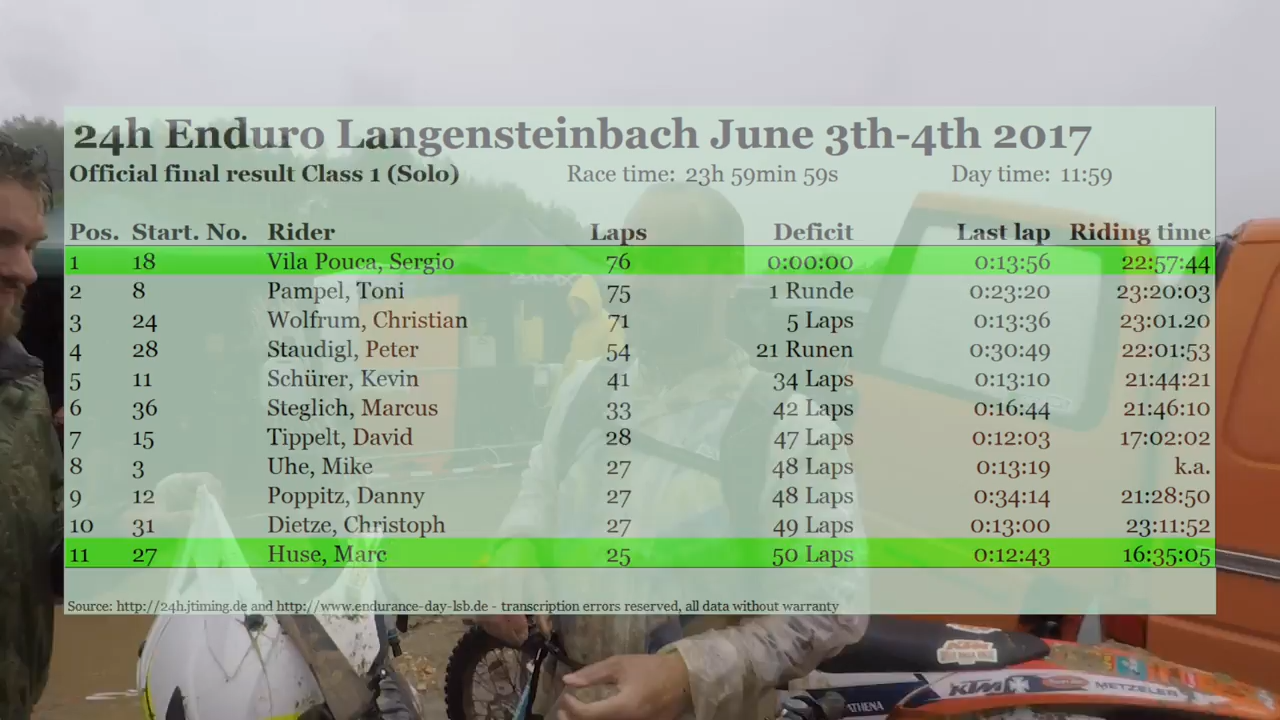 24h Enduro Langensteinbach June 3th-4th 2017
Official final result Class 1 (Solo) Race time: 23h 59min 59s Day time: 11:59
Pos. Start. No. Rider Laps Deficit Last lap Riding time
1 18 Vila Pouca, Sergio 76 0:00:00 0:13:56 22:57:44
2 8 Pampel, Toni 75 1 Runde 0:23:20 23:20:03
3 24 Wolfrum, Christian 71 5 Laps 0:13:36 23:01.20
4 28 Staudigl, Peter 54 21 Runen 0:30:49 22:01:53
5 11 Schürer, Kevin 41 34 Laps 0:13:10 21:44:21
6 36 Steglich, Marcus 33 42 Laps 0:16:44 21:46:10
7 15 Tippelt, David 28 47 Laps 0:12:03 17:02:02
8 3 Uhe, Mike 27 48 Laps 0:13:19 k.a.
9 12 Poppitz, Danny 27 48 Laps 0:34:14 21:28:50
10 31 Dietze, Christoph 27 49 Laps 0:13:00 23:11:52
11 27 Huse, Marc 25 50 Laps 0:12:43 16:35:05
Source: http://24h.jtiming.de and http://www.endurance-day-lsb.de - transcription errors reserved, all data without warranty
KTM
KTM METZELER
ATHENA